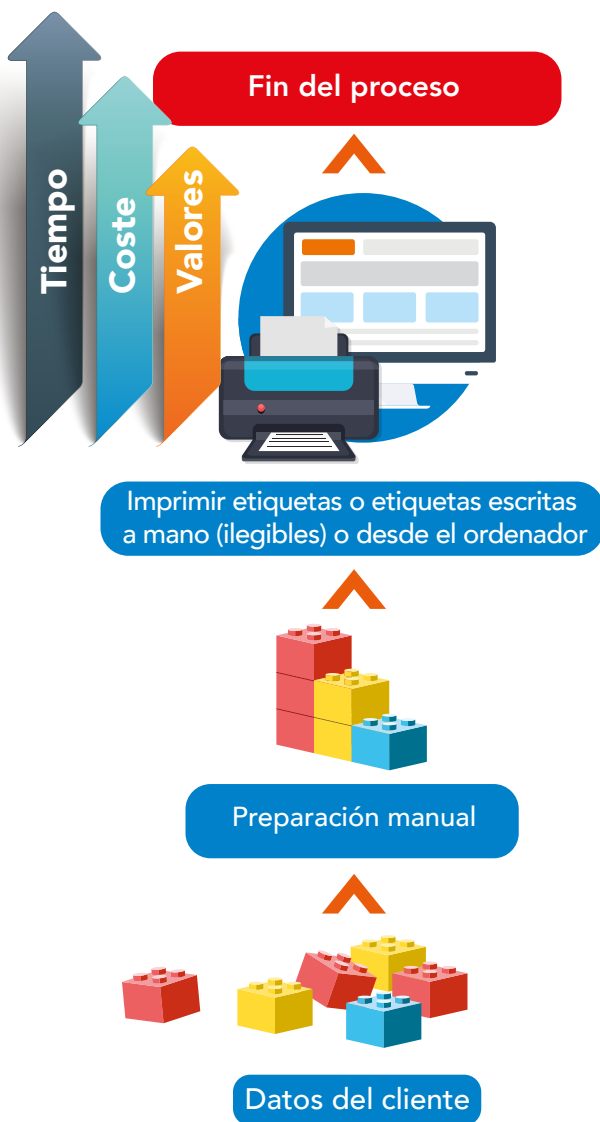 Fin del proceso
Tiempo
Coste
Valores
Imprimir etiquetas o etiquetas escritas
a mano (ilegibles) o desde el ordenador
Preparación manual
Datos del cliente